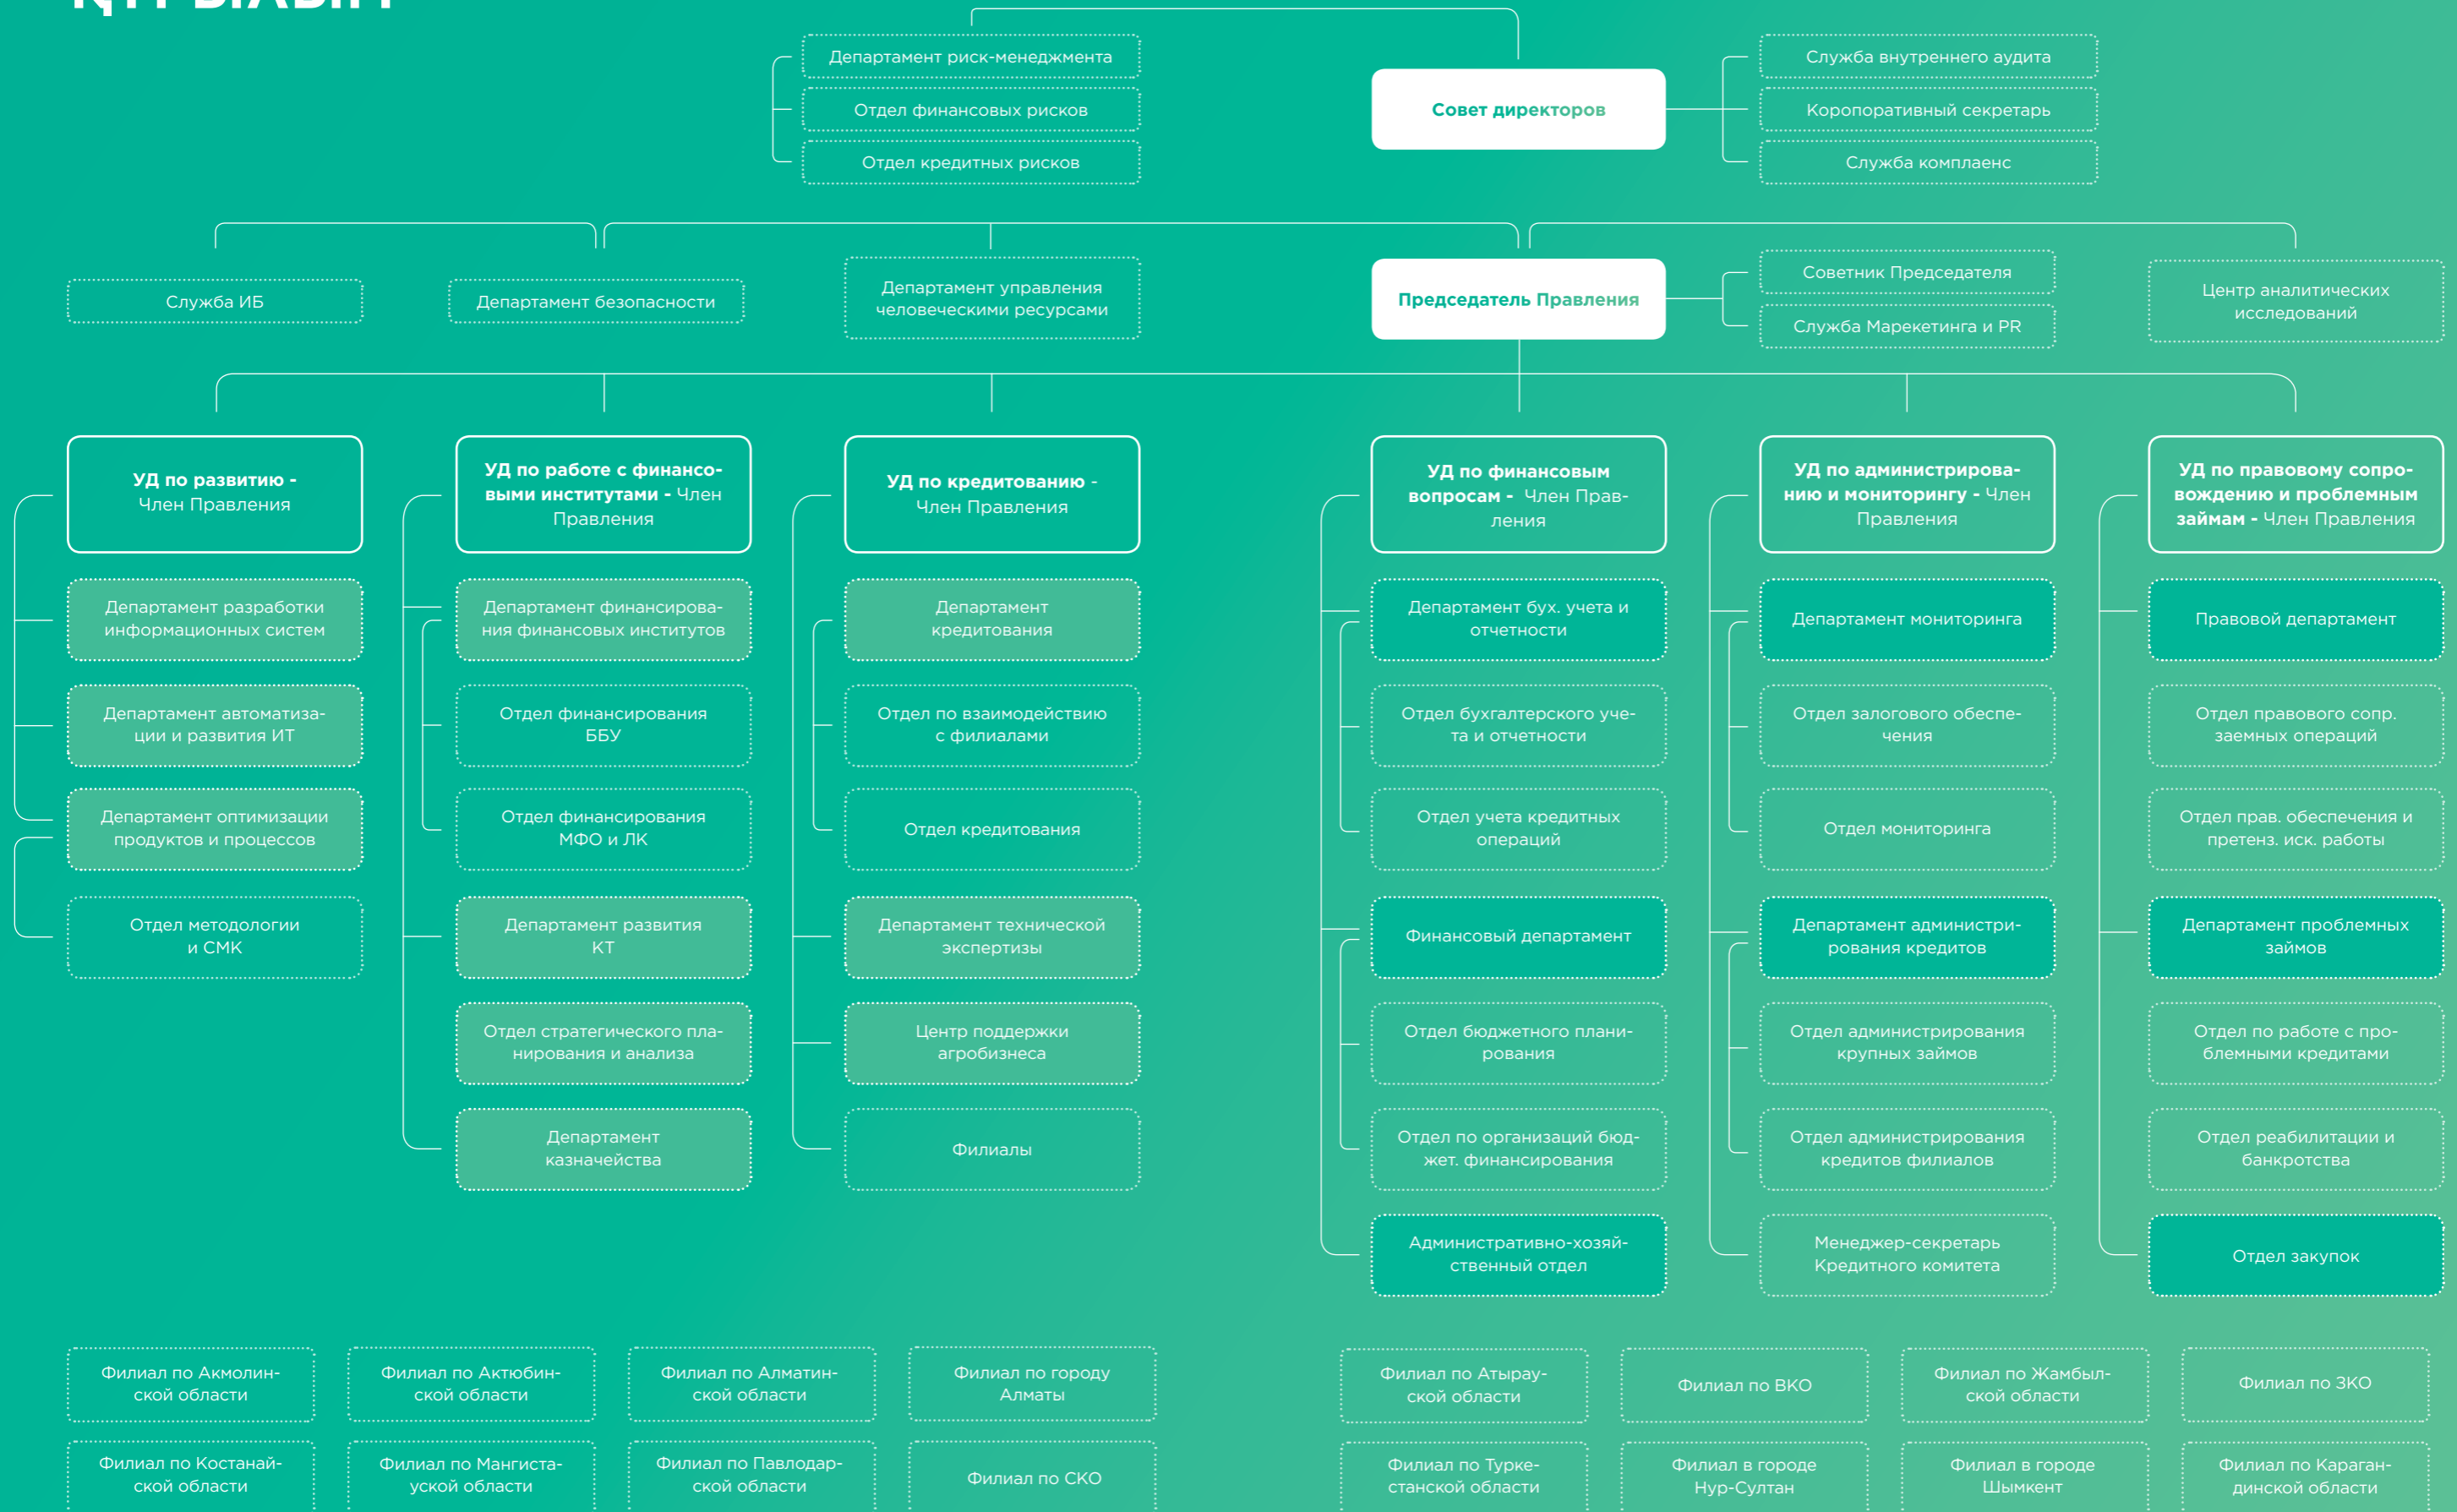 Департамент риск-менеджмента
Отдел финансовых рисков
Отдел кредитных рисков
Совет директоров
Служба внутреннего аудита
Коропоративный секретарь
Служба комплаенс
Служба ИБ
Департамент безопасности
Департамент управления
человеческими ресурсами
Председатель Правления
Советник Председателя
Служба Марекетинга и PR
Центр аналитических
исследований
УД по развитию -
Член Правления
УД по работе с финансо-
выми институтами - Член
Правления
УД по кредитованию -
Член Правления
УД по финансовым
вопросам - Член Прав-
ления
УД по администрирова-
нию и мониторингу - Член
Правления
УД по правовому сопро-
вождению и проблемным
займам - Член Правления
Департамент разработки
информационных систем
Департамент автоматиза-
ции и развития ИТ
Департамент оптимизации
продуктов и процессов
Отдел методологии
и СМК
Департамент финансирова-
ния финансовых институтов
Отдел финансирования
ББУ
Отдел финансирования
МФО и ЛК
Департамент развития
КТ
Отдел стратегического пла-
нирования и анализа
Департамент
казначейства
Департамент
кредитования
Отдел по взаимодействию
с филиалами
Отдел кредитования
Департамент технической
экспертизы
Центр поддержки
агробизнеса
Филиалы
Департамент бух. учета и
отчетности
Отдел бухгалтерского уче-
та и отчетности
Отдел учета кредитных
операций
Финансовый департамент
Отдел бюджетного плани-
рования
Отдел по организаций бюд-
жет. финансирования
Административно-хозяй-
ственный отдел
Департамент мониторинга
Отдел залогового обеспе-
чения
Отдел мониторинга
Департамент администри-
рования кредитов
Отдел администрирования
крупных займов
Отдел администрирования
кредитов филиалов
Менеджер-секретарь
Кредитного комитета
Правовой департамент
Отдел правового сопр.
заемных операций
Отдел прав. обеспечения и
претенз. иск. работы
Департамент проблемных
займов
Отдел по работе с про-
блемными кредитами
Отдел реабилитации и
банкротства
Отдел закупок
Филиал по Акмолин-
ской области
Филиал по Актюбин-
ской области
Филиал по Алматин-
ской области
Филиал по городу
Алматы
Филиал по Атырау-
ской области
Филиал по ВКО
Филиал по Жамбыл-
ской области
Филиал по ЗКО
Филиал по Костанай-
ской области
Филиал по Мангиста-
уской области
Филиал по Павлодар-
ской области
Филиал по СКО
Филиал по Турке-
станской области
Филиал в городе
Нур-Султан
Филиал в городе
Шымкент
Филиал по Караган-
динской области